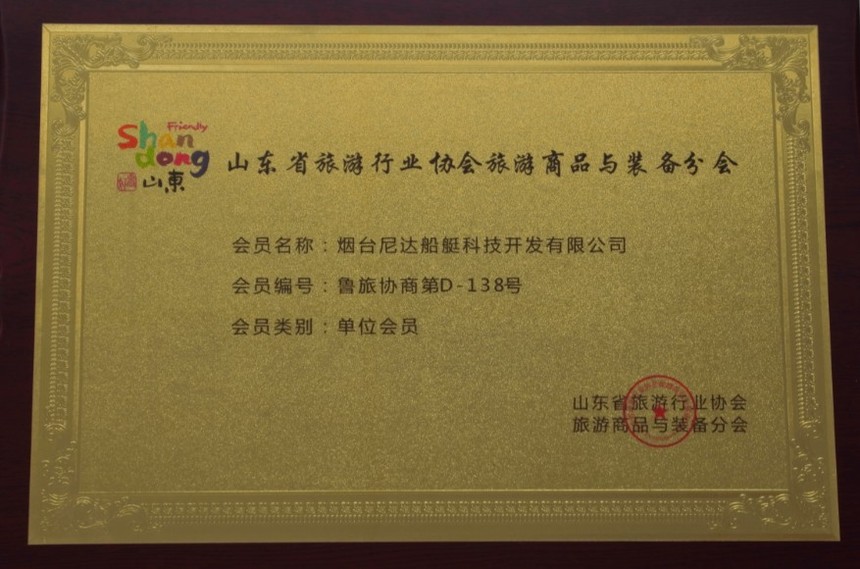 Friendly
Shan
dong
山東
山东省旅游行业协会旅游商品与装备分会
会员名称：烟台尼达船艇科技开发有限公司
会员编号：鲁旅协商第D-138号
会员类别：单位会员
山东省旅游行业协会
旅游商品与装备分会